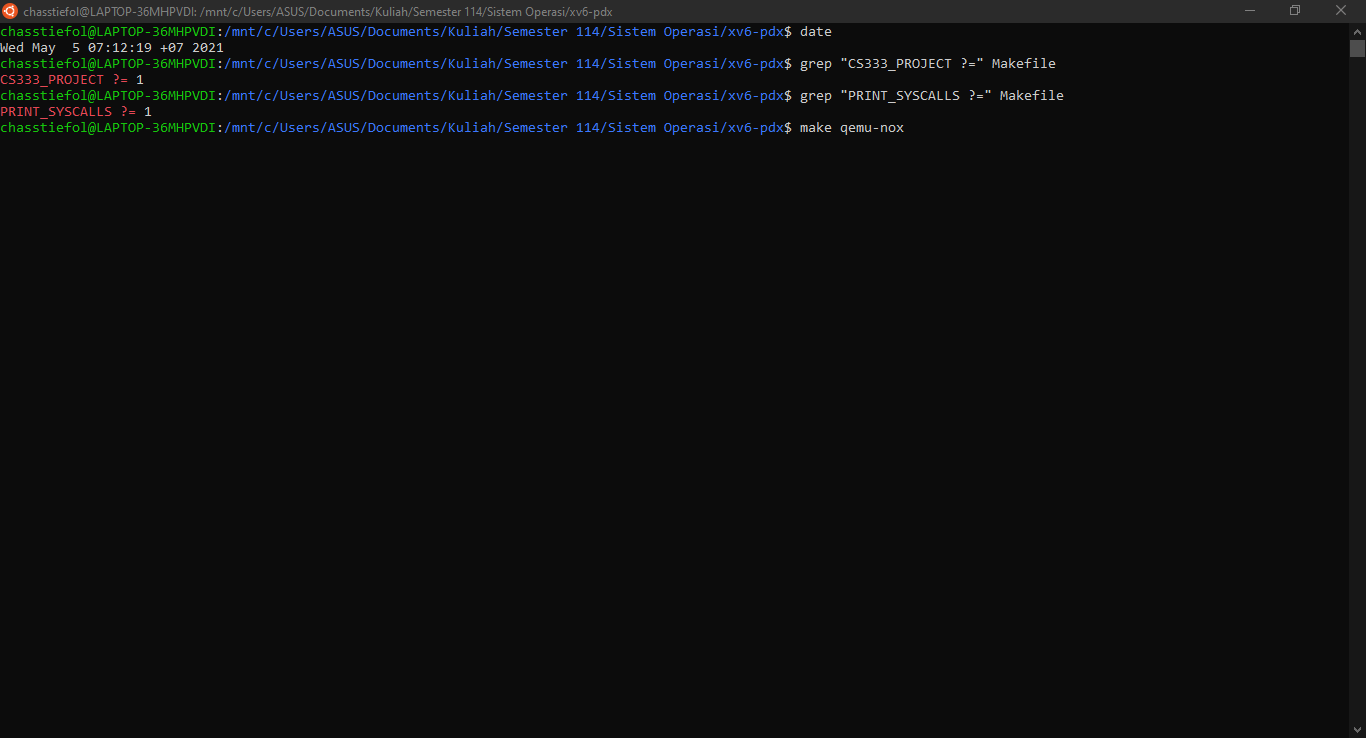 chasstiefol@LAPTOP-36MHPVDI: /mnt/c/Users/ASUS/Documents/Kuliah/Semester 114/Sistem Operasi/xv6-pdx
chasstiefol@LAPTOP-36MHPVDI:/mnt/c/Users/ASUS/Documents/Kuliah/Semester 114/Sistem Operasi/xv6-pdx$ date
Wed May  5 07:12:19 +07 2021
chasstiefol@LAPTOP-36MHPVDI:/mnt/c/Users/ASUS/Documents/Kuliah/Semester 114/Sistem Operasi/xv6-pdx$ grep "CS333_PROJECT ?=" Makefile
CS333_PROJECT ?= 1
chasstiefol@LAPTOP-36MHPVDI:/mnt/c/Users/ASUS/Documents/Kuliah/Semester 114/Sistem Operasi/xv6-pdx$ grep "PRINT_SYSCALLS ?=" Makefile
PRINT_SYSCALLS ?= 1
chasstiefol@LAPTOP-36MHPVDI:/mnt/c/Users/ASUS/Documents/Kuliah/Semester 114/Sistem Operasi/xv6-pdx$ make qemu-nox